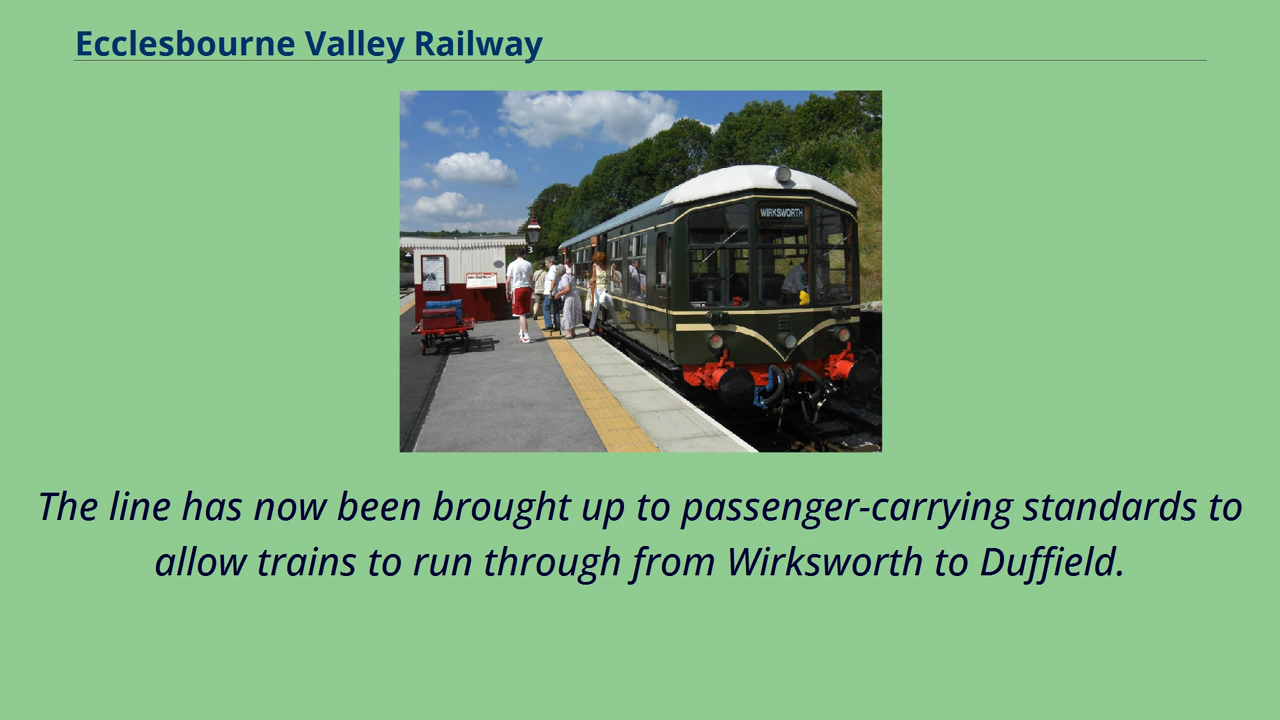 Ecclesbourne Valley Railway
WIRKSWORTH
3
The line has now been brought up to passenger-carrying standards to
allow trains to run through from Wirksworth to Duffield.